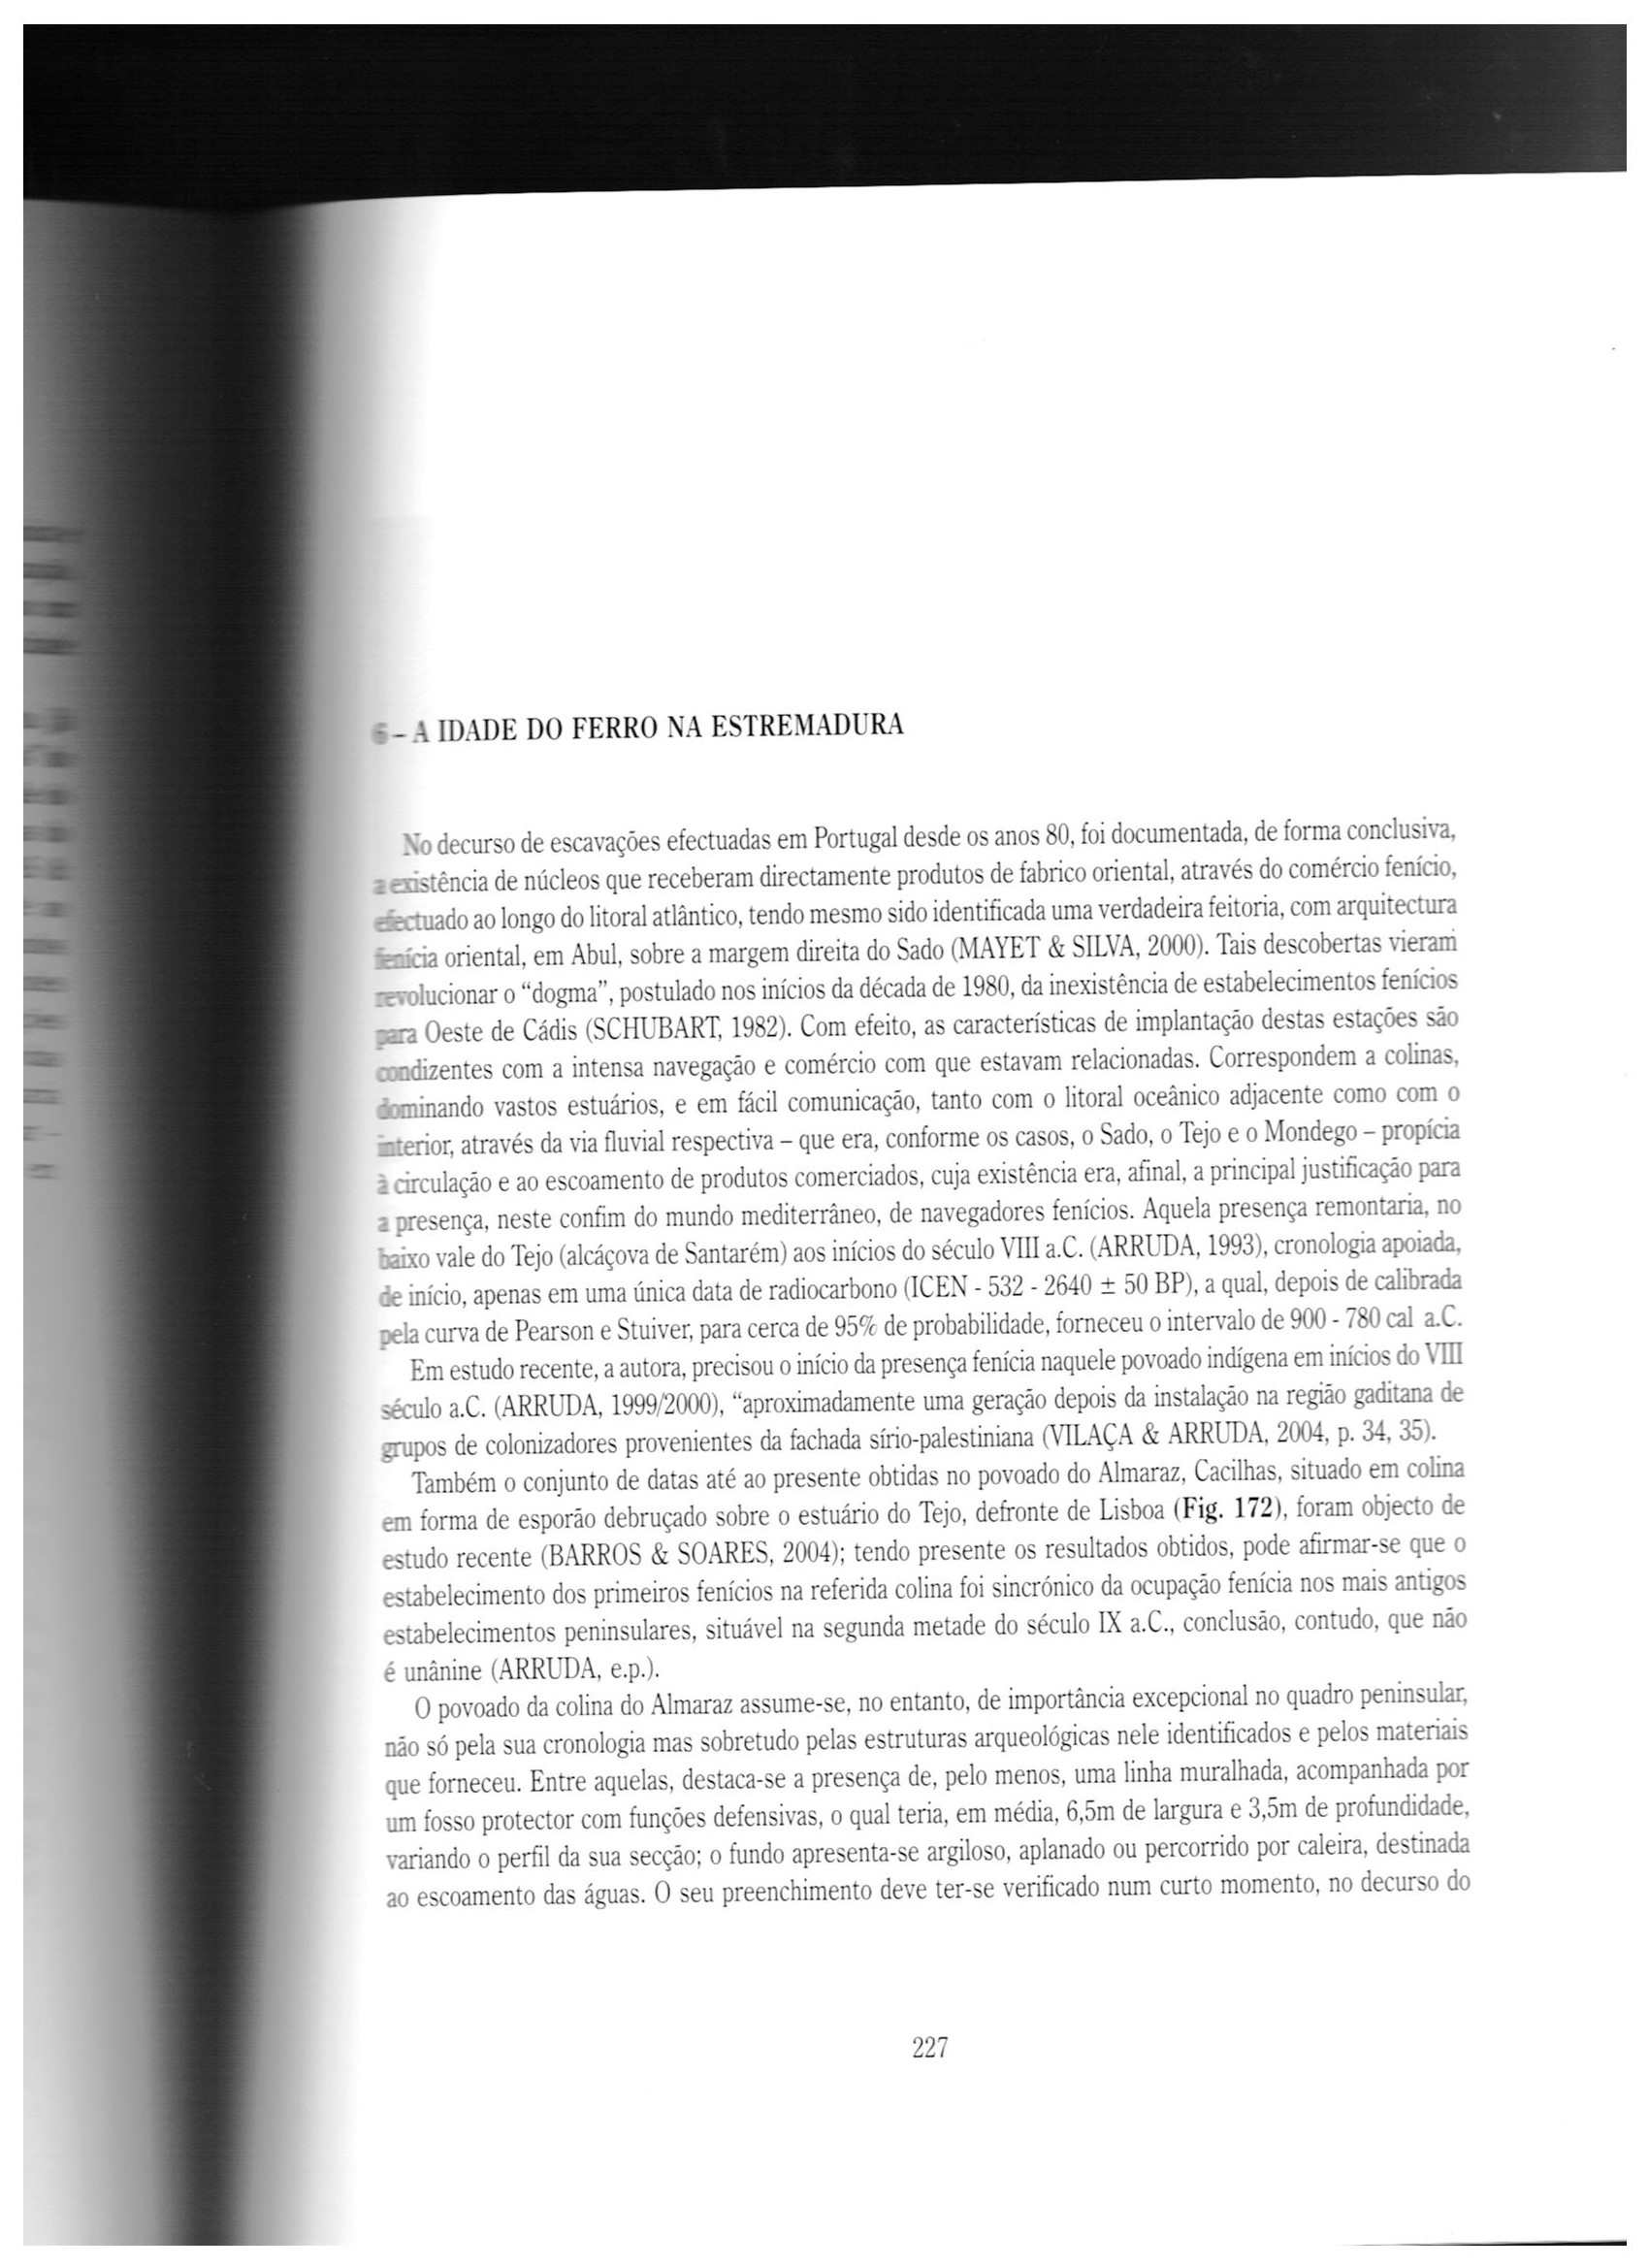 6 – A IDADE DO FERRO NA ESTREMADURA
No decurso de escavações efectuadas em Portugal desde os anos 80, foi documentada, de forma conclusiva,
a existência de núcleos que receberam directamente produtos de fabrico oriental, através do comércio fenício,
efectuado ao longo do litoral atlântico, tendo mesmo sido identificada uma verdadeira feitoria, com arquitectura
fenícia oriental, em Abul, sobre a margem direita do Sado (MAYET & SILVA, 2000). Tais descobertas vieram
revolucionar o “dogma”, postulado nos inícios da década de 1980, da inexistência de estabelecimentos fenícios
para Oeste de Cádis (SCHUBART, 1982). Com efeito, as características de implantação destas estações são
condizentes com a intensa navegação e comércio com que estavam relacionadas. Correspondem a colinas,
dominando vastos estuários, e em fácil comunicação, tanto com o litoral oceânico adjacente como com o
interior, através da via fluvial respectiva – que era, conforme os casos, o Sado, o Tejo e o Mondego – propícia
à circulação e ao escoamento de produtos comerciados, cuja existência era, afinal, a principal justificação para
a presença, neste confim do mundo mediterrâneo, de navegadores fenícios. Aquela presença remontaria, no
baixo vale do Tejo (alcáçova de Santarém) aos inícios do século VIII a.C. (ARRUDA, 1993), cronologia apoiada,
de início, apenas em uma única data de radiocarbono (ICEN - 532 - 2640 ± 50 BP), a qual, depois de calibrada
pela curva de Pearson e Stuiver, para cerca de 95% de probabilidade, forneceu o intervalo de 900 - 780 cal a.C.
Em estudo recente, a autora, precisou o início da presença fenícia naquele povoado indígena em inícios do VIII
século a.C. (ARRUDA, 1999/2000), “aproximadamente uma geração depois da instalação na região gaditana de
grupos de colonizadores provenientes da fachada sírio-palestiniana (VILAÇA & ARRUDA, 2004, p. 34, 35).
Também o conjunto de datas até ao presente obtidas no povoado do Almaraz, Cacilhas, situado em colina
em forma de esporão debruçado sobre o estuário do Tejo, defronte de Lisboa (Fig. 172), foram objecto de
estudo recente (BARROS & SOARES, 2004); tendo presente os resultados obtidos, pode afirmar-se que o
estabelecimento dos primeiros fenícios na referida colina foi sincrónico da ocupação fenícia nos mais antigos
estabelecimentos peninsulares, situável na segunda metade do século IX a.C., conclusão, contudo, que não
é unânine (ARRUDA, e.p.).
O povoado da colina do Almaraz assume-se, no entanto, de importância excepcional no quadro peninsular,
não só pela sua cronologia mas sobretudo pelas estruturas arqueológicas nele identificados e pelos materiais
que forneceu. Entre aquelas, destaca-se a presença de, pelo menos, uma linha muralhada, acompanhada por
um fosso protector com funções defensivas, o qual teria, em média, 6,5m de largura e 3,5m de profundidade,
variando o perfil da sua secção; o fundo apresenta-se argiloso, aplanado ou percorrido por caleira, destinada
ao escoamento das águas. O seu preenchimento deve ter-se verificado num curto momento, no decurso do
227